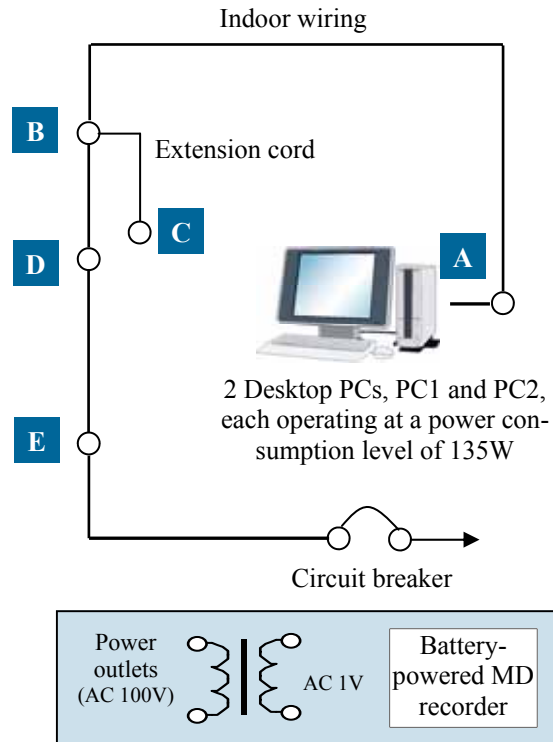 Indoor wiring
B
Extension cord
C
D
A
2 Desktop PCs, PC1 and PC2,
each operating at a power con-
sumption level of 135W
E
Circuit breaker
Power
outlets
(AC 100V)
AC 1V
Battery-
powered MD
recorder